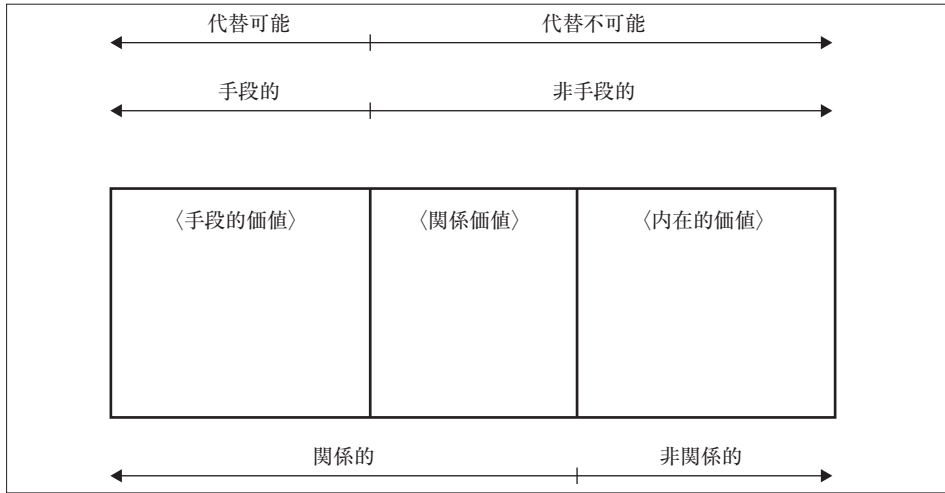 代替可能 代替不可能
手段的 非手段的
〈手段的価値〉 〈関係価値〉 〈内在的価値〉
関係的 非関係的